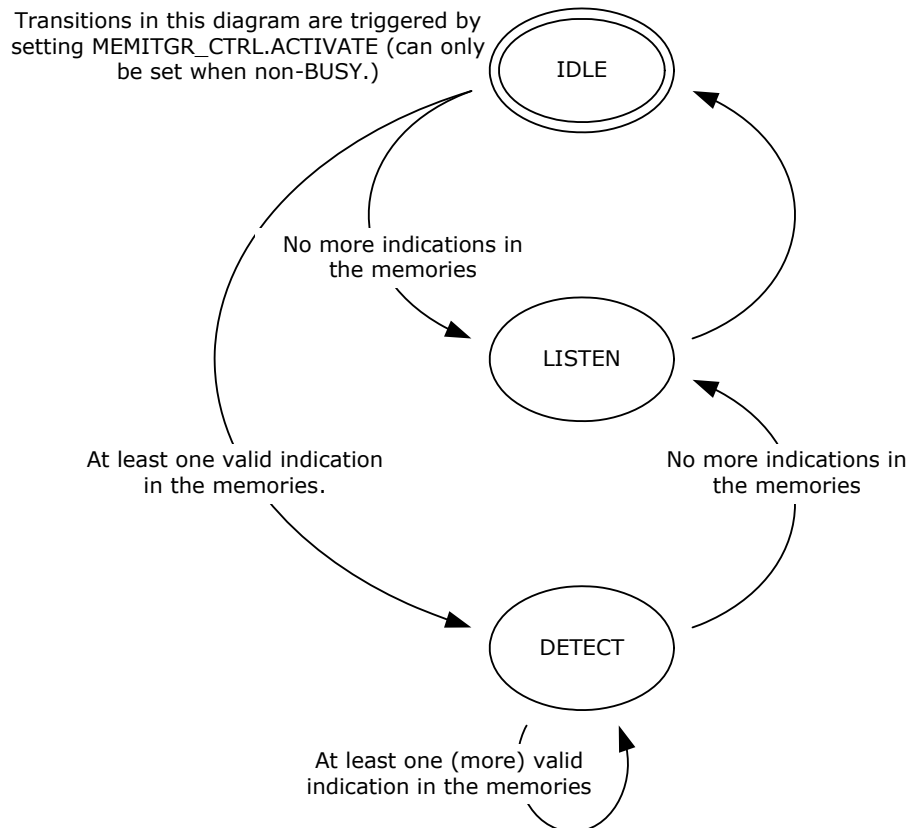 Transitions in this diagram are triggered by
setting MEMITGR_CTRL.ACTIVATE (can only
be set when non-BUSY.)
IDLE
No more indications in
the memories
LISTEN
At least one valid indication
in the memories.
No more indications in
the memories
DETECT
At least one (more) valid
indication in the memories